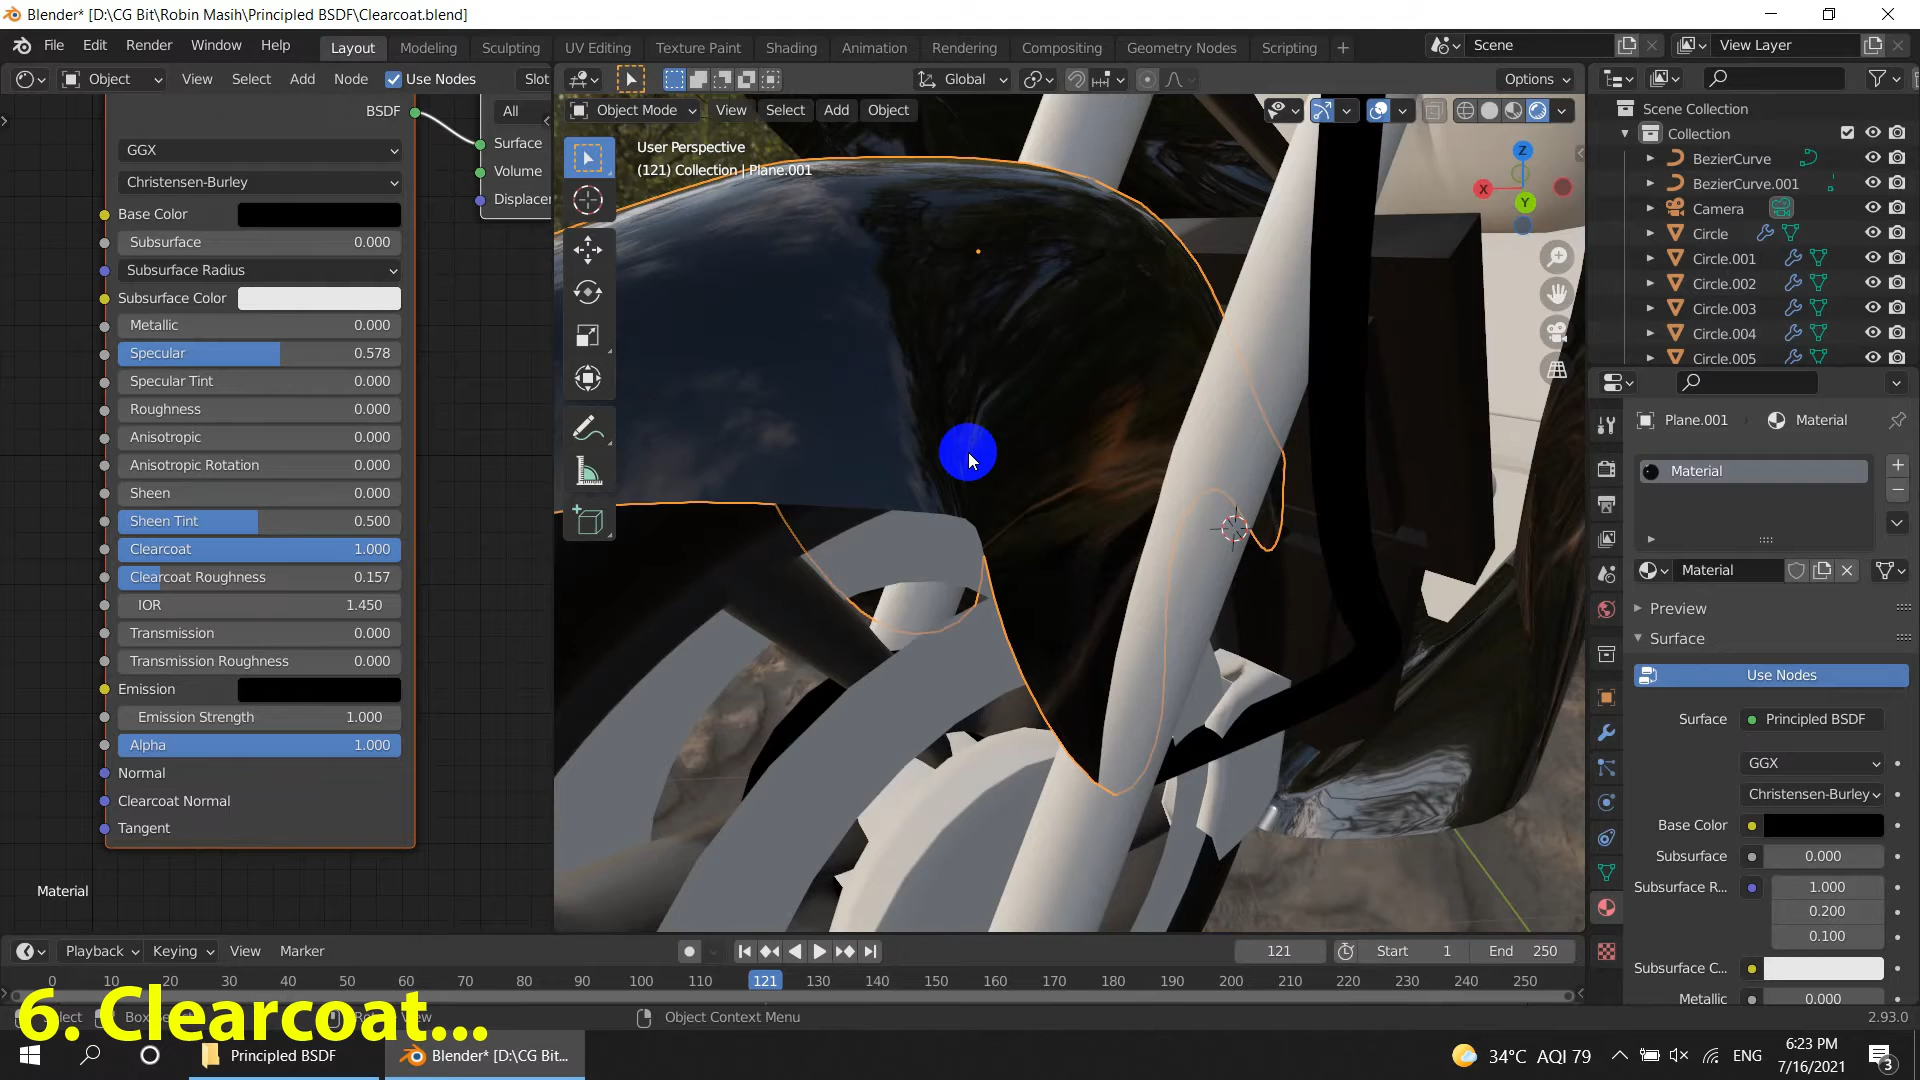 Blender* [D:\CG Bit\Robin Masih\Principled BSDF\Clearcoat.blend]
File Edit Render Window Help Layout Modeling Sculpting UV Editing Texture Paint Shading Animation Rendering Compositing Geometry Nodes Scripting + Scene View Layer
Object View Select Add Node Use Nodes Slot Global Options
Object Mode View Select Add Object
User Perspective
(121) Collection | Plane.001
BSDF
GGX
Christensen-Burley
Base Color
Subsurface 0.000
Subsurface Radius
Subsurface Color
Metallic 0.000
Specular 0.578
Specular Tint 0.000
Roughness 0.000
Anisotropic 0.000
Anisotropic Rotation 0.000
Sheen 0.000
Sheen Tint 0.500
Clearcoat 1.000
Clearcoat Roughness 0.157
IOR 1.450
Transmission 0.000
Transmission Roughness 0.000
Emission
Emission Strength 1.000
Alpha 1.000
Normal
Clearcoat Normal
Tangent
Material
All
Surface
Volume
Displacer
Z
X
Y
Scene Collection
Collection
BezierCurve
BezierCurve.001
Camera
Circle
Circle.001
Circle.002
Circle.003
Circle.004
Circle.005
Plane.001 Material
Material
Material
Preview
Surface
Use Nodes
Surface Principled BSDF
GGX
Christensen-Burley
Base Color
Subsurface 0.000
Subsurface R... 1.000
0.200
0.100
Subsurface C...
Metallic 0.000
Playback Keying View Marker 121 Start 1 End 250
0 10 20 30 40 50 60 70 80 90 100 110 121 130 140 150 160 170 180 190 200 210 220 230 240 250
Object Context Menu 2.93.0
6. Clearcoat...
Principled BSDF Blender* [D:\CG Bit... 34°C AQI 79 ENG 6:23 PM
7/16/2021
3